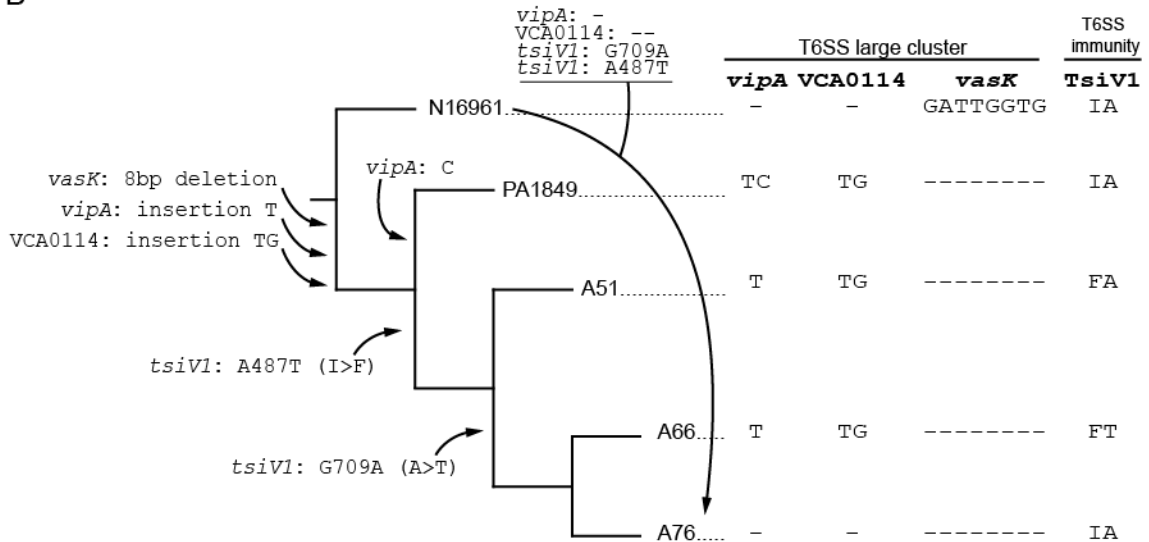 vipA: -
VCA0114: --
tsiV1: G709A
tsiV1: A487T
T6SS large cluster
T6SS
immunity
vipA VCA0114 vasK TsiV1
N16961 - - GATTGGTG IA
vipA: C
vasK: 8bp deletion
PA1849 TC TG -------- IA
vipA: insertion T
VCA0114: insertion TG
A51 T TG -------- FA
tsiV1: A487T (I>F)
A66 T TG -------- FT
tsiV1: G709A (A>T)
A76 - - -------- IA